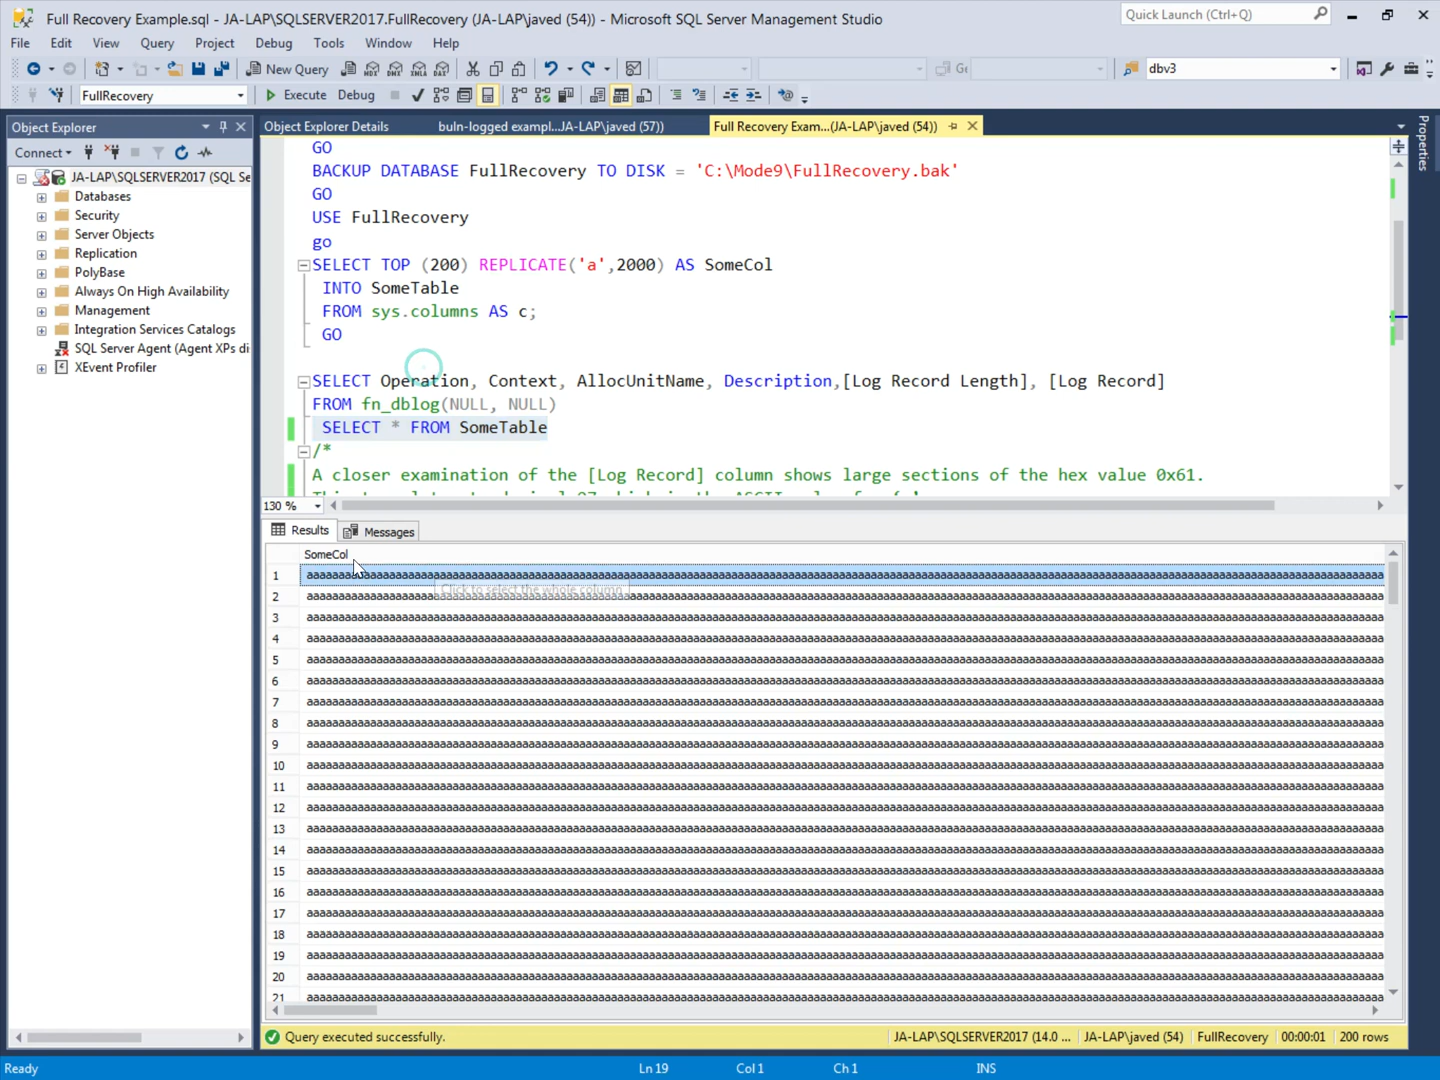 Full Recovery Example.sql - JA-LAP\SQLSERVER2017.FullRecovery (JA-LAP\javed (54)) - Microsoft SQL Server Management Studio
Quick Launch (Ctrl+Q)
File Edit View Query Project Debug Tools Window Help
New Query
dbv3
FullRecovery
Execute Debug
Object Explorer
Object Explorer Details
buln-logged exampl...JA-LAP\javed (57))
Full Recovery Exam...(JA-LAP\javed (54))
Properties
Connect
JA-LAP\SQLSERVER2017 (SQL Se
Databases
Security
Server Objects
Replication
PolyBase
Always On High Availability
Management
Integration Services Catalogs
SQL Server Agent (Agent XPs di
XEvent Profiler
GO
BACKUP DATABASE FullRecovery TO DISK = 'C:\Mode9\FullRecovery.bak'
GO
USE FullRecovery
go
SELECT TOP (200) REPLICATE('a',2000) AS SomeCol
INTO SomeTable
FROM sys.columns AS c;
GO
SELECT Operation, Context, AllocUnitName, Description,[Log Record Length], [Log Record]
FROM fn_dblog(NULL, NULL)
SELECT * FROM SomeTable
/*
A closer examination of the [Log Record] column shows large sections of the hex value 0x61.
130 %
Results Messages
SomeCol
1
Click to select the whole column
2
3
4
5
6
7
8
9
10
11
12
13
14
15
16
17
18
19
20
21
Query executed successfully.
JA-LAP\SQLSERVER2017 (14.0 ... JA-LAP\javed (54) FullRecovery 00:00:01 200 rows
Ready
Ln 19 Col 1 Ch 1 INS